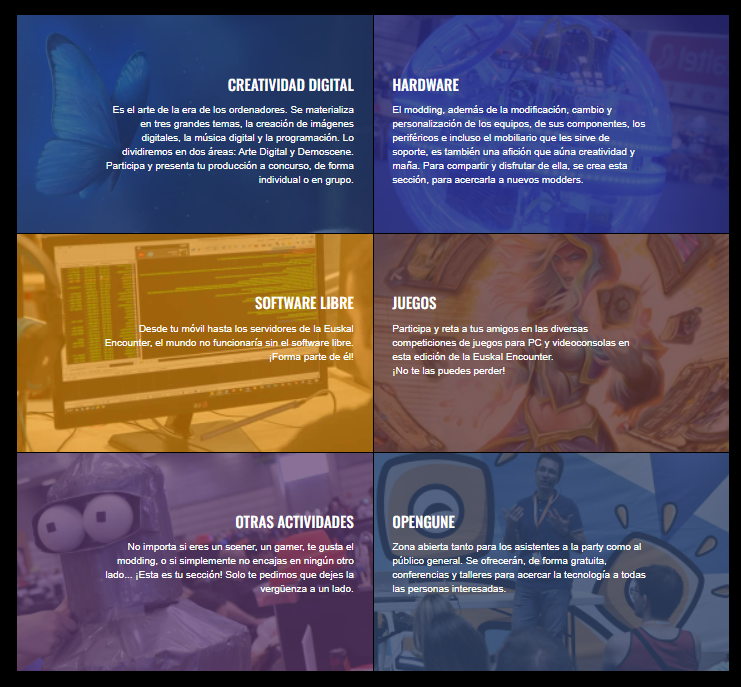 CREATIVIDAD DIGITAL
Es el arte de la era de los ordenadores. Se materializa
en tres grandes temas, la creación de imágenes
digitales, la música digital y la programación. Lo
dividiremos en dos áreas: Arte Digital y Demoscene.
Participa y presenta tu producción a concurso, de forma
individual o en grupo.
HARDWARE
El modding, además de la modificación, cambio y
personalización de los equipos, de sus componentes, los
periféricos e incluso el mobiliario que les sirve de
soporte, es también una afición que aúna creatividad y
maña. Para compartir y disfrutar de ella, se crea esta
sección, para acercarla a nuevos modders.
SOFTWARE LIBRE
Desde tu móvil hasta los servidores de la Euskal
Encounter, el mundo no funcionaría sin el software libre.
¡Forma parte de él!
JUEGOS
Participa y reta a tus amigos en las diversas
competiciones de juegos para PC y videoconsolas en
esta edición de la Euskal Encounter.
¡No te las puedes perder!
OTRAS ACTIVIDADES
No importa si eres un scener, un gamer, te gusta el
modding, o si simplemente no encajas en ningún otro
lado... ¡Esta es tu sección! Solo te pedimos que dejes la
vergüenza a un lado.
OPENGUNE
Zona abierta tanto para los asistentes a la party como al
público general. Se ofrecerán, de forma gratuita,
conferencias y talleres para acercar la tecnología a todas
las personas interesadas.